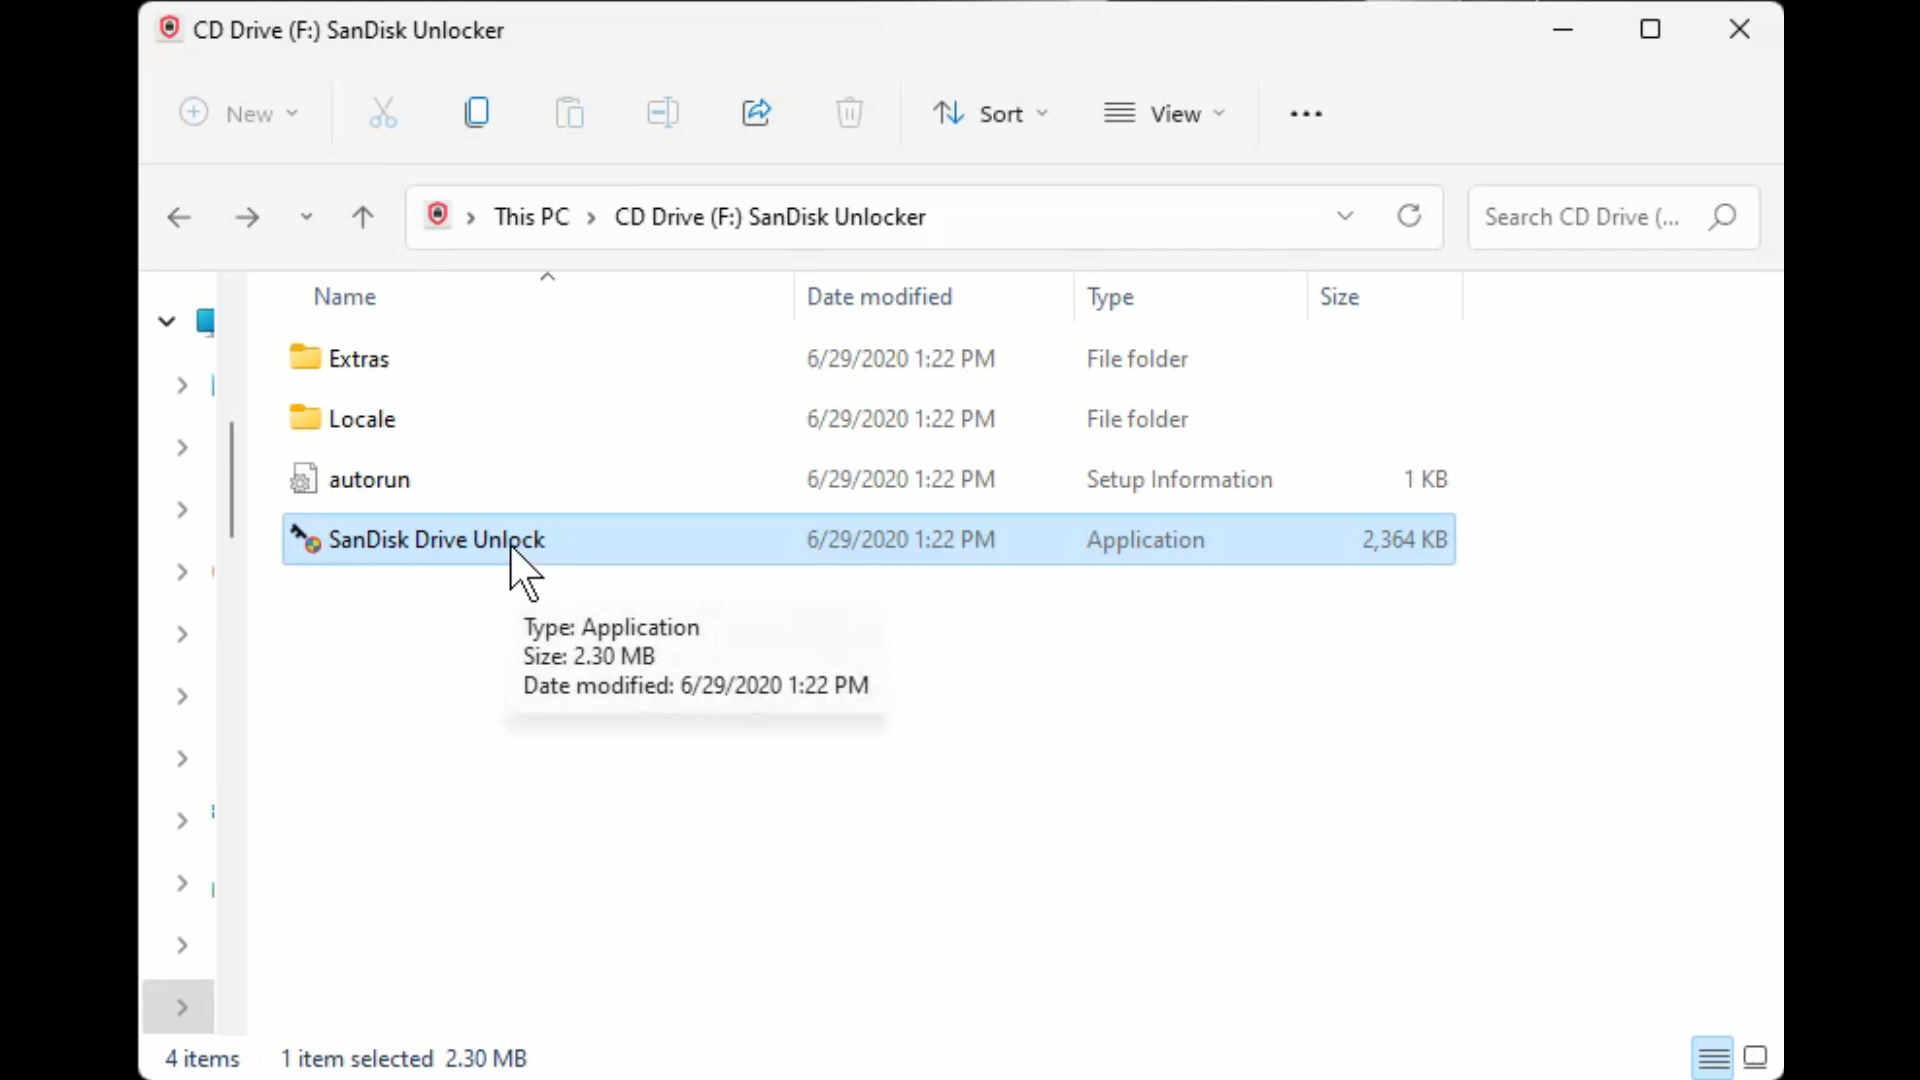 CD Drive (F:) SanDisk Unlocker
New
Sort
View
This PC > CD Drive (F:) SanDisk Unlocker
Search CD Drive (...
Name Date modified Type Size
Extras 6/29/2020 1:22 PM File folder
Locale 6/29/2020 1:22 PM File folder
autorun 6/29/2020 1:22 PM Setup Information 1 KB
SanDisk Drive Unlock 6/29/2020 1:22 PM Application 2,364 KB
Type: Application
Size: 2.30 MB
Date modified: 6/29/2020 1:22 PM
4 items 1 item selected 2.30 MB